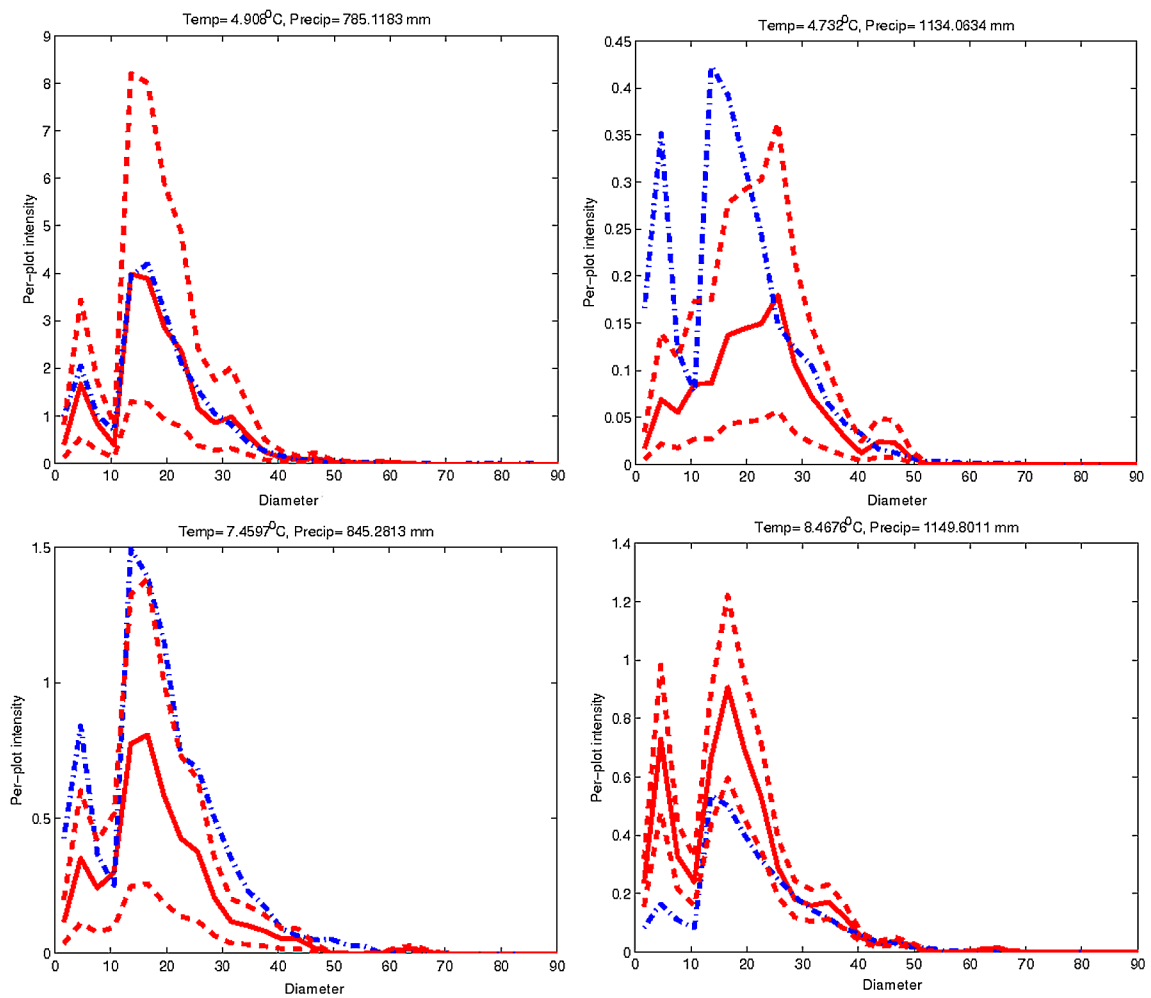 Temp= 4.908⁰C, Precip= 785.1183 mm
9
8
7
6
5
4
3
2
1
0
Per-plot intensity
0 10 20 30 40 50 60 70 80 90
Diameter
Temp= 4.732⁰C, Precip= 1134.0634 mm
0.45
0.4
0.35
0.3
0.25
0.2
0.15
0.1
0.05
0
Per-plot intensity
0 10 20 30 40 50 60 70 80 90
Diameter
Temp= 7.4597⁰C, Precip= 845.2813 mm
1.5
1
0.5
0
Per-plot intensity
0 10 20 30 40 50 60 70 80 90
Diameter
Temp= 8.4676⁰C, Precip= 1149.8011 mm
1.4
1.2
1
0.8
0.6
0.4
0.2
0
Per-plot intensity
0 10 20 30 40 50 60 70 80 90
Diameter